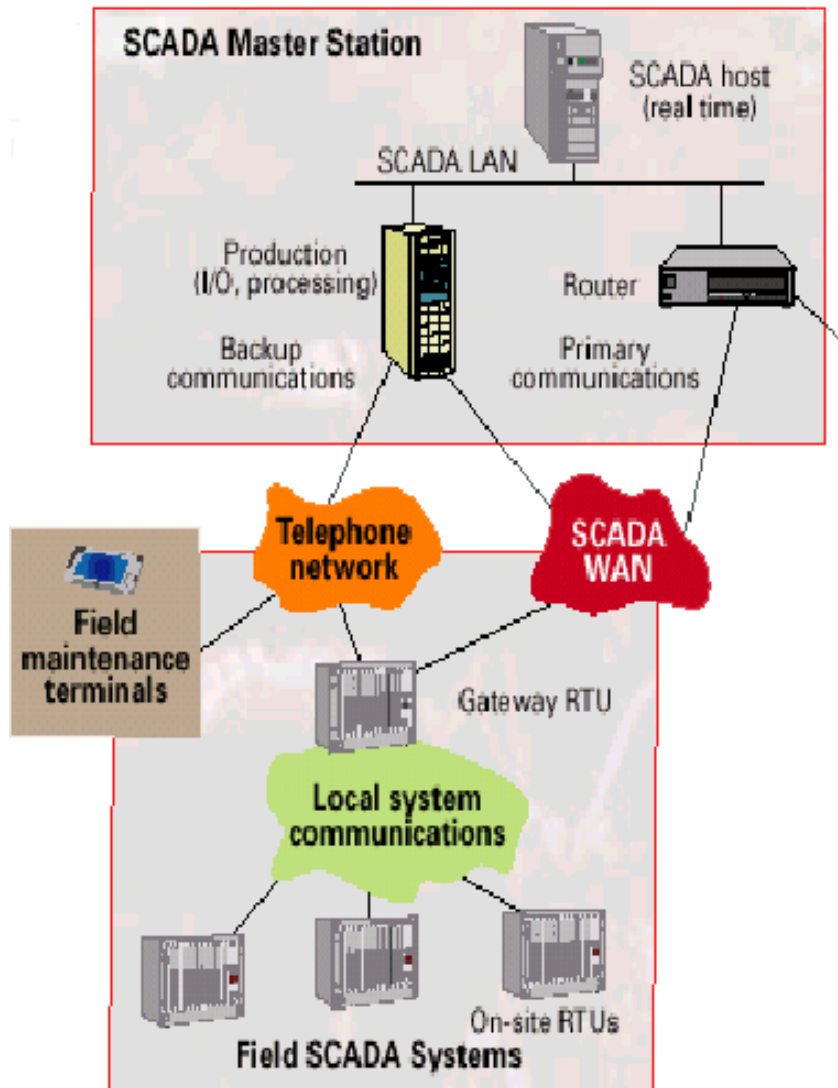 SCADA Master Station
SCADA host
(real time)
SCADA LAN
Production
(I/O, processing)
Router
Backup
communications
Primary
communications
Telephone
network
SCADA
WAN
Field
maintenance
terminals
Gateway RTU
Local system
communications
On-site RTUs
Field SCADA Systems